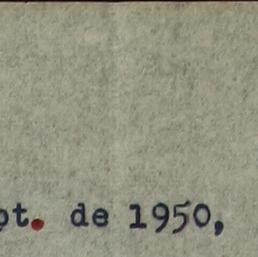 pt. de 1950,